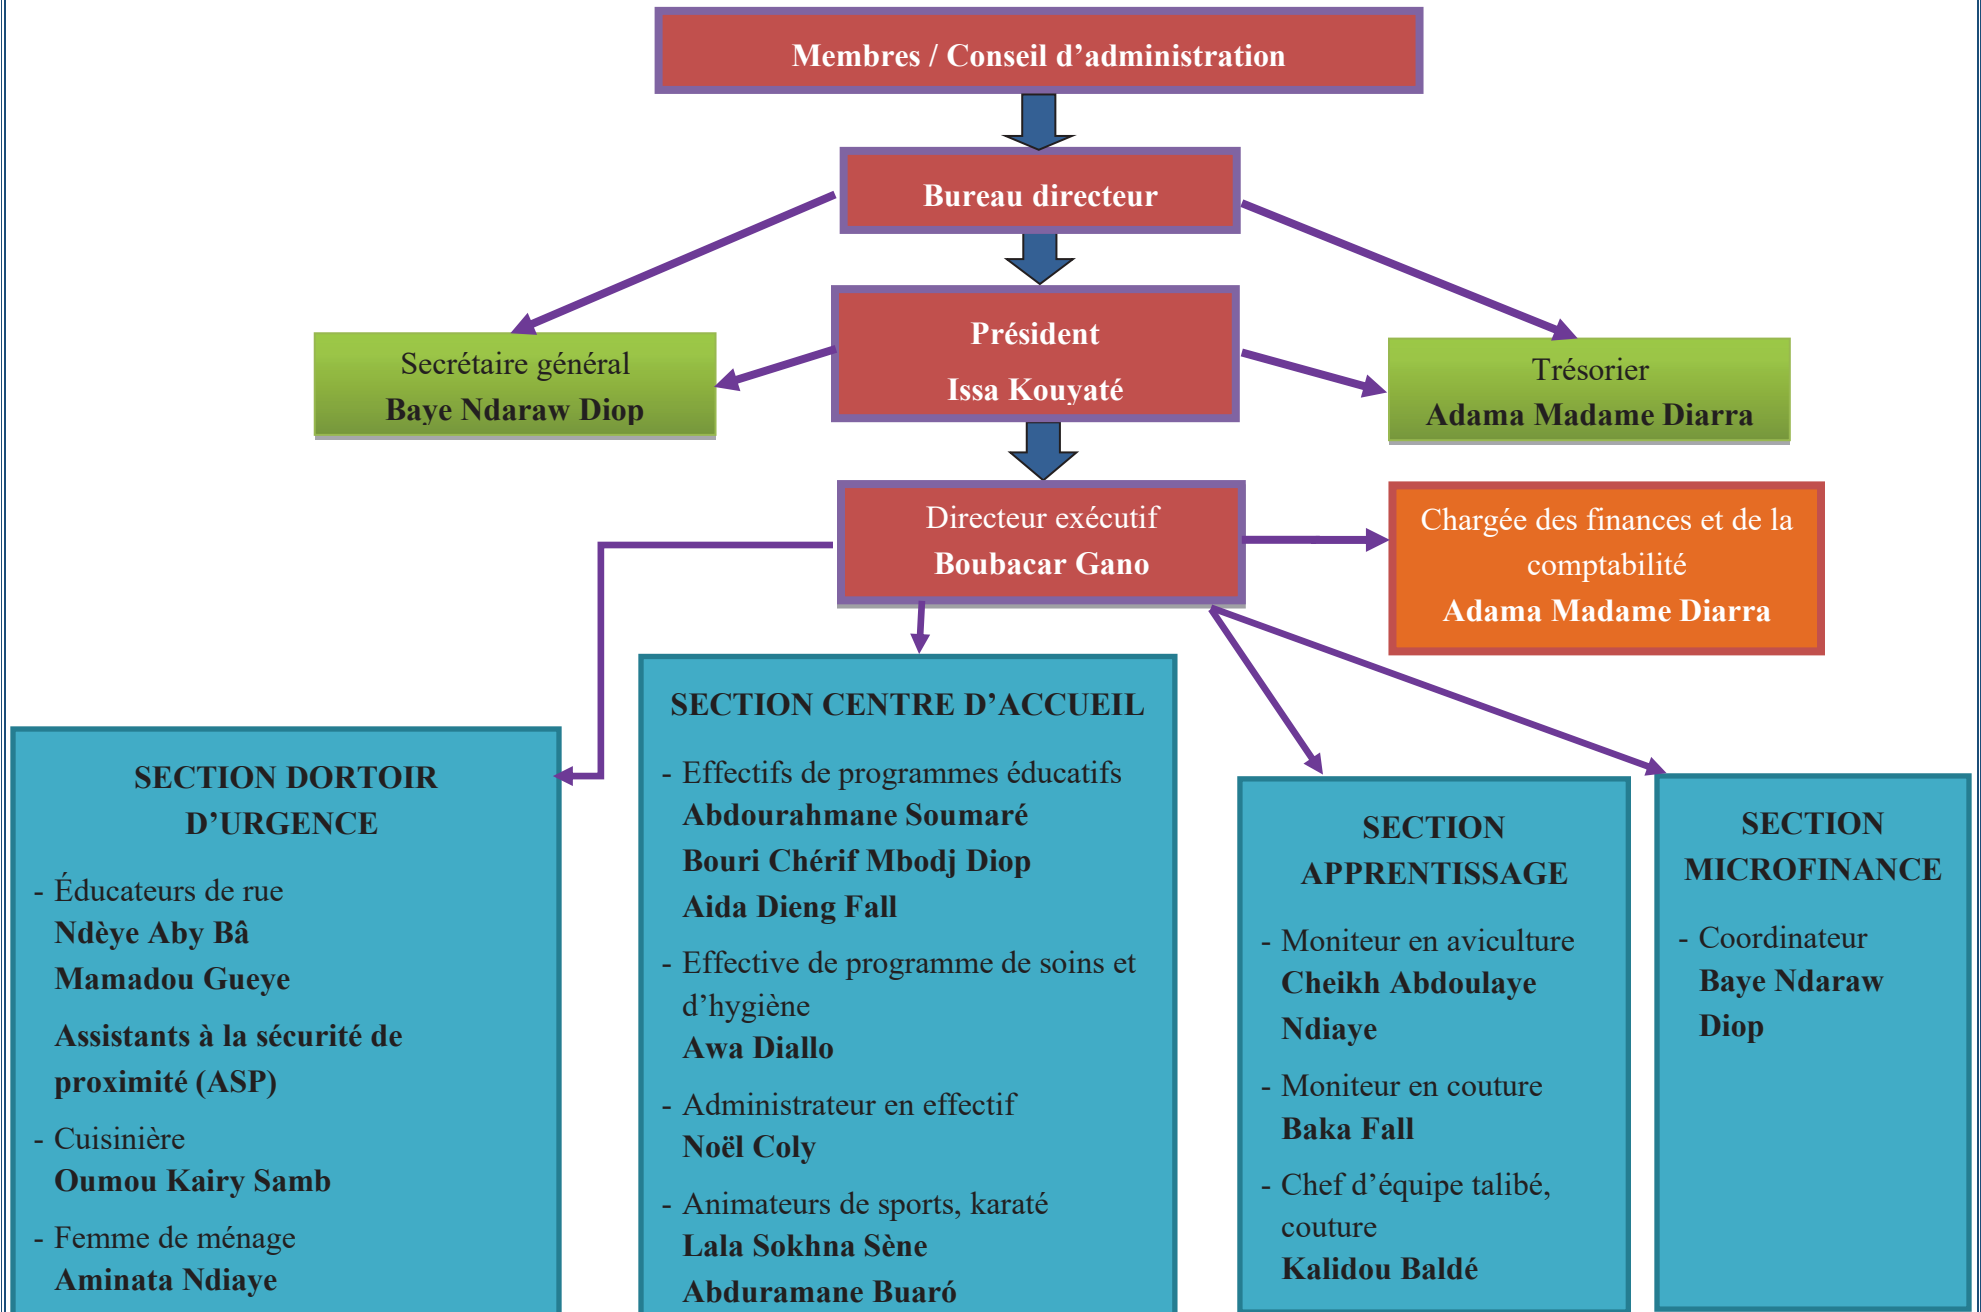 Membres / Conseil d’administration
Bureau directeur
Président
Issa Kouyaté
Secrétaire général
Baye Ndaraw Diop
Trésorier
Adama Madame Diarra
Directeur exécutif
Boubacar Gano
Chargée des finances et de la
comptabilité
Adama Madame Diarra
SECTION DORTOIR
D’URGENCE
- Éducateurs de rue
Ndèye Aby Bâ
Mamadou Gueye
Assistants à la sécurité de
proximité (ASP)
- Cuisinière
Oumou Kairy Samb
- Femme de ménage
Aminata Ndiaye
SECTION CENTRE D’ACCUEIL
- Effectifs de programmes éducatifs
Abdourahmane Soumaré
Bouri Chérif Mbodj Diop
Aida Dieng Fall
- Effective de programme de soins et
d’hygiène
Awa Diallo
- Administrateur en effectif
Noël Coly
- Animateurs de sports, karaté
Lala Sokhna Sène
Abduramane Buaró
SECTION
APPRENTISSAGE
- Moniteur en aviculture
Cheikh Abdoulaye
Ndiaye
- Moniteur en couture
Baka Fall
- Chef d’équipe talibé,
couture
Kalidou Baldé
SECTION
MICROFINANCE
- Coordinateur
Baye Ndaraw
Diop